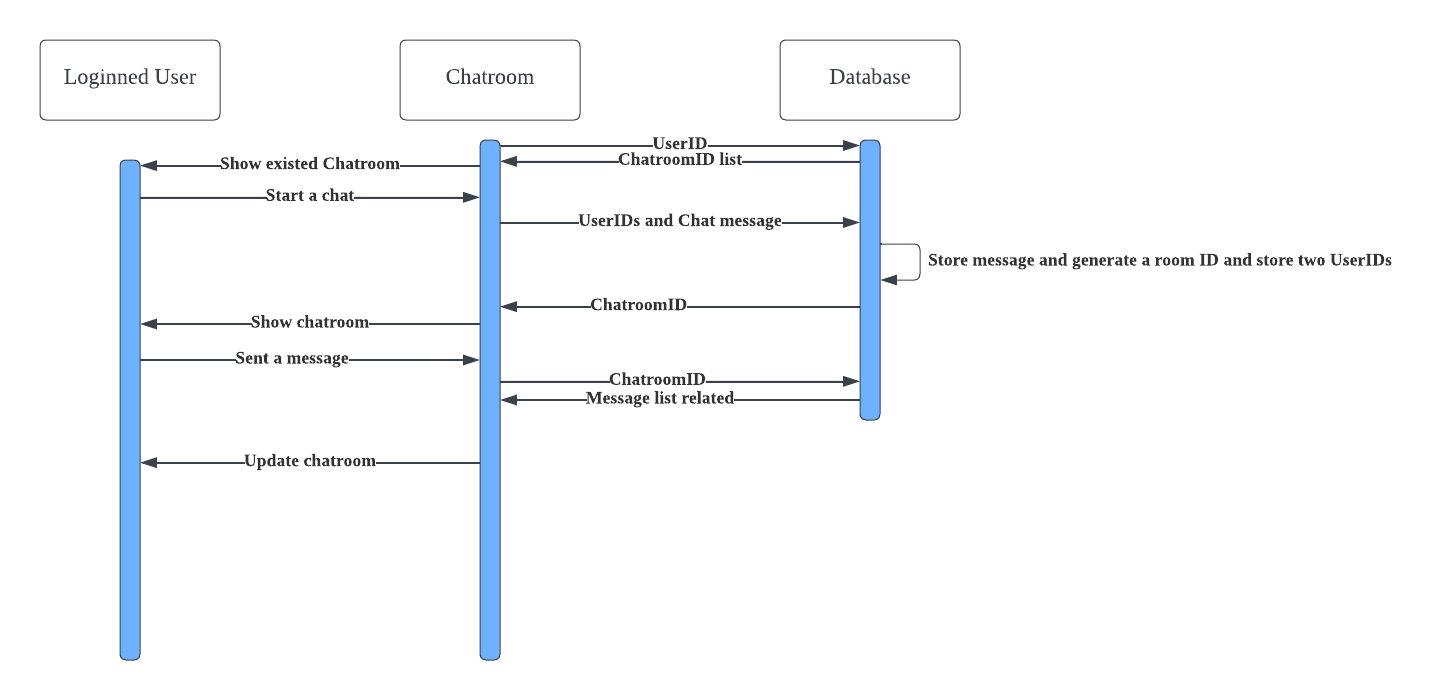 Loginned User
Chatroom
Database
UserID
ChatroomID list
Show existed Chatroom
Start a chat
UserIDs and Chat message
Store message and generate a room ID and store two UserIDs
ChatroomID
Show chatroom
Sent a message
ChatroomID
Message list related
Update chatroom